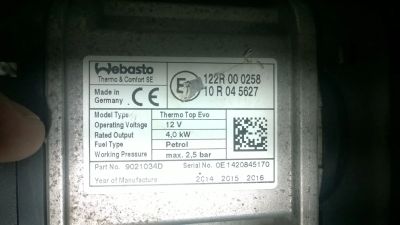 Webasto
Thermo & Comfort SE
Made in
Germany
CE
122R 00 0258
10 R 04 5627
Model Type Thermo Top Evo
Operating Voltage 12 V
Rated Output 4,0 kW
Fuel Type Petrol
Working Pressure max. 2,5 bar
Part No. 9021034D Serial No. 0E1420845170
Year of Manufacture 2014 2015 2016